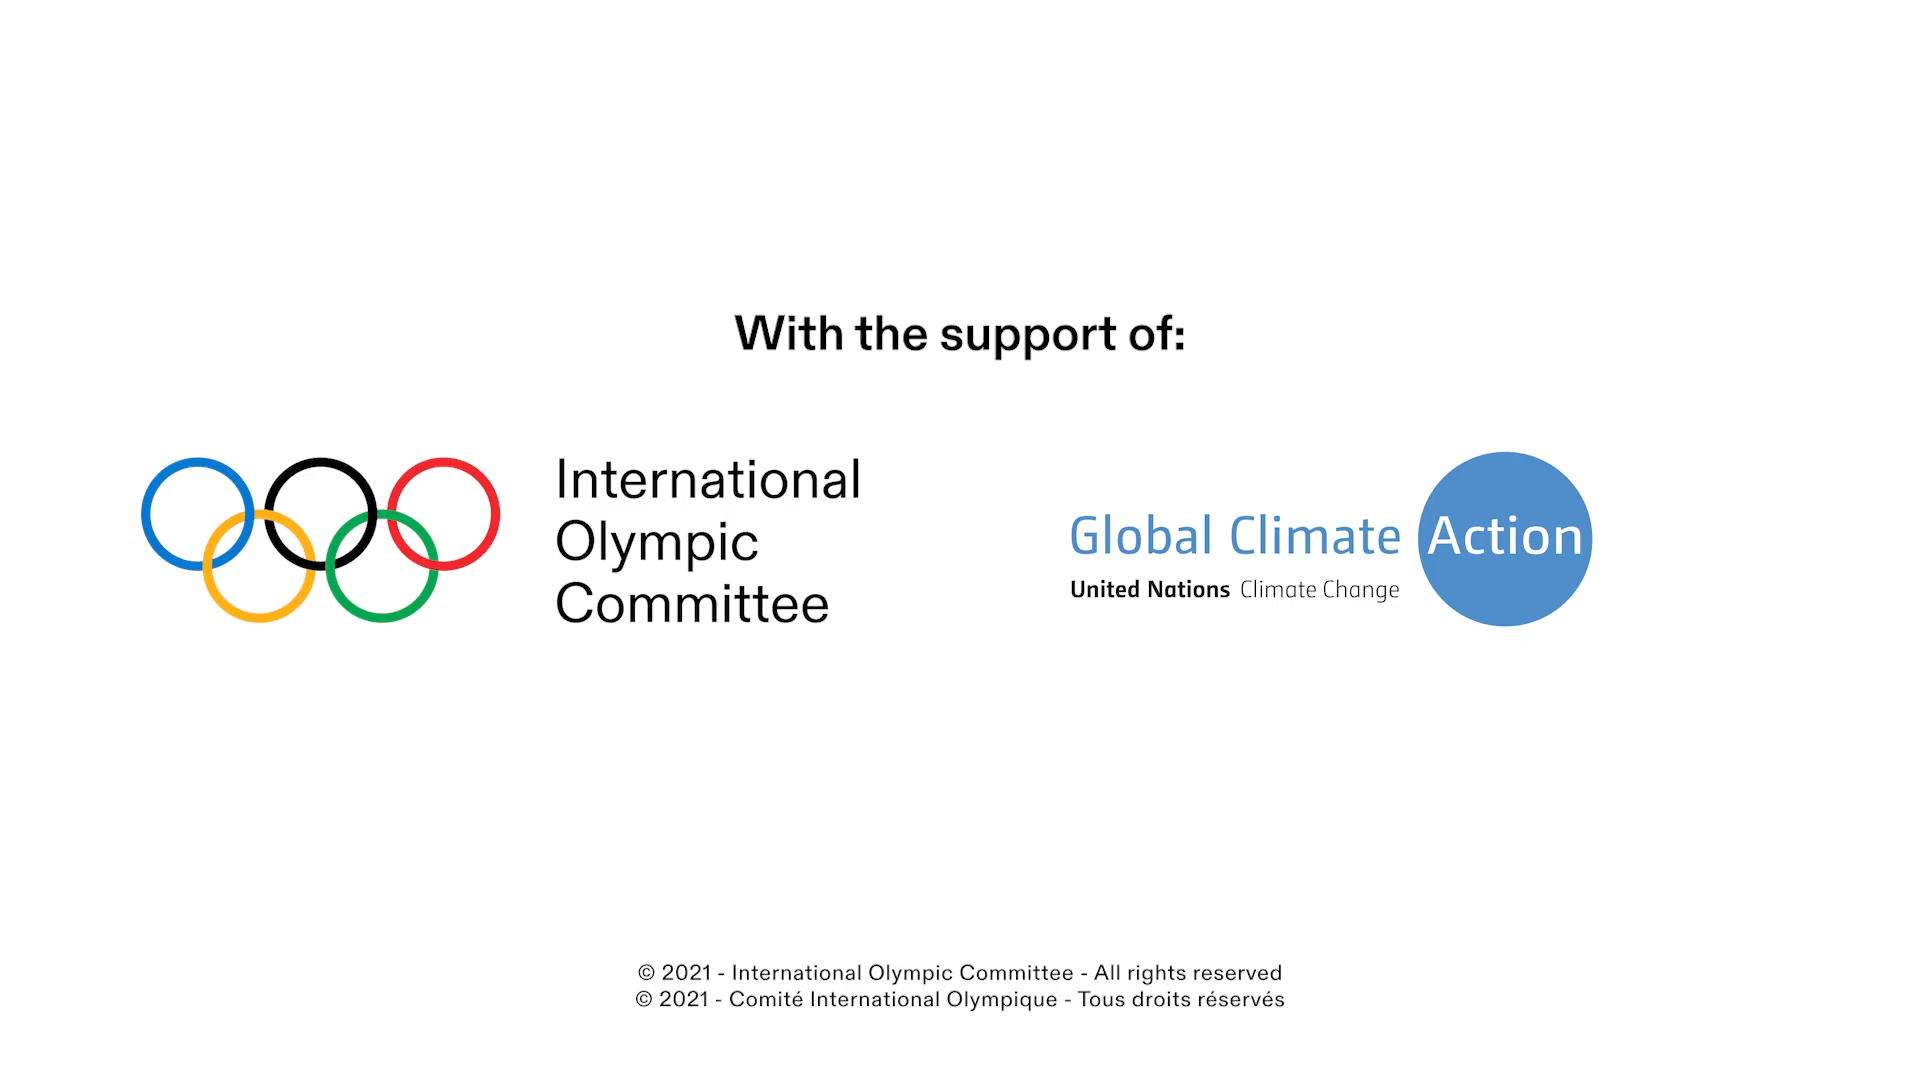 With the support of:
International
Olympic
Committee
Global Climate Action
United Nations Climate Change
© 2021 - International Olympic Committee - All rights reserved
© 2021 - Comité International Olympique - Tous droits réservés